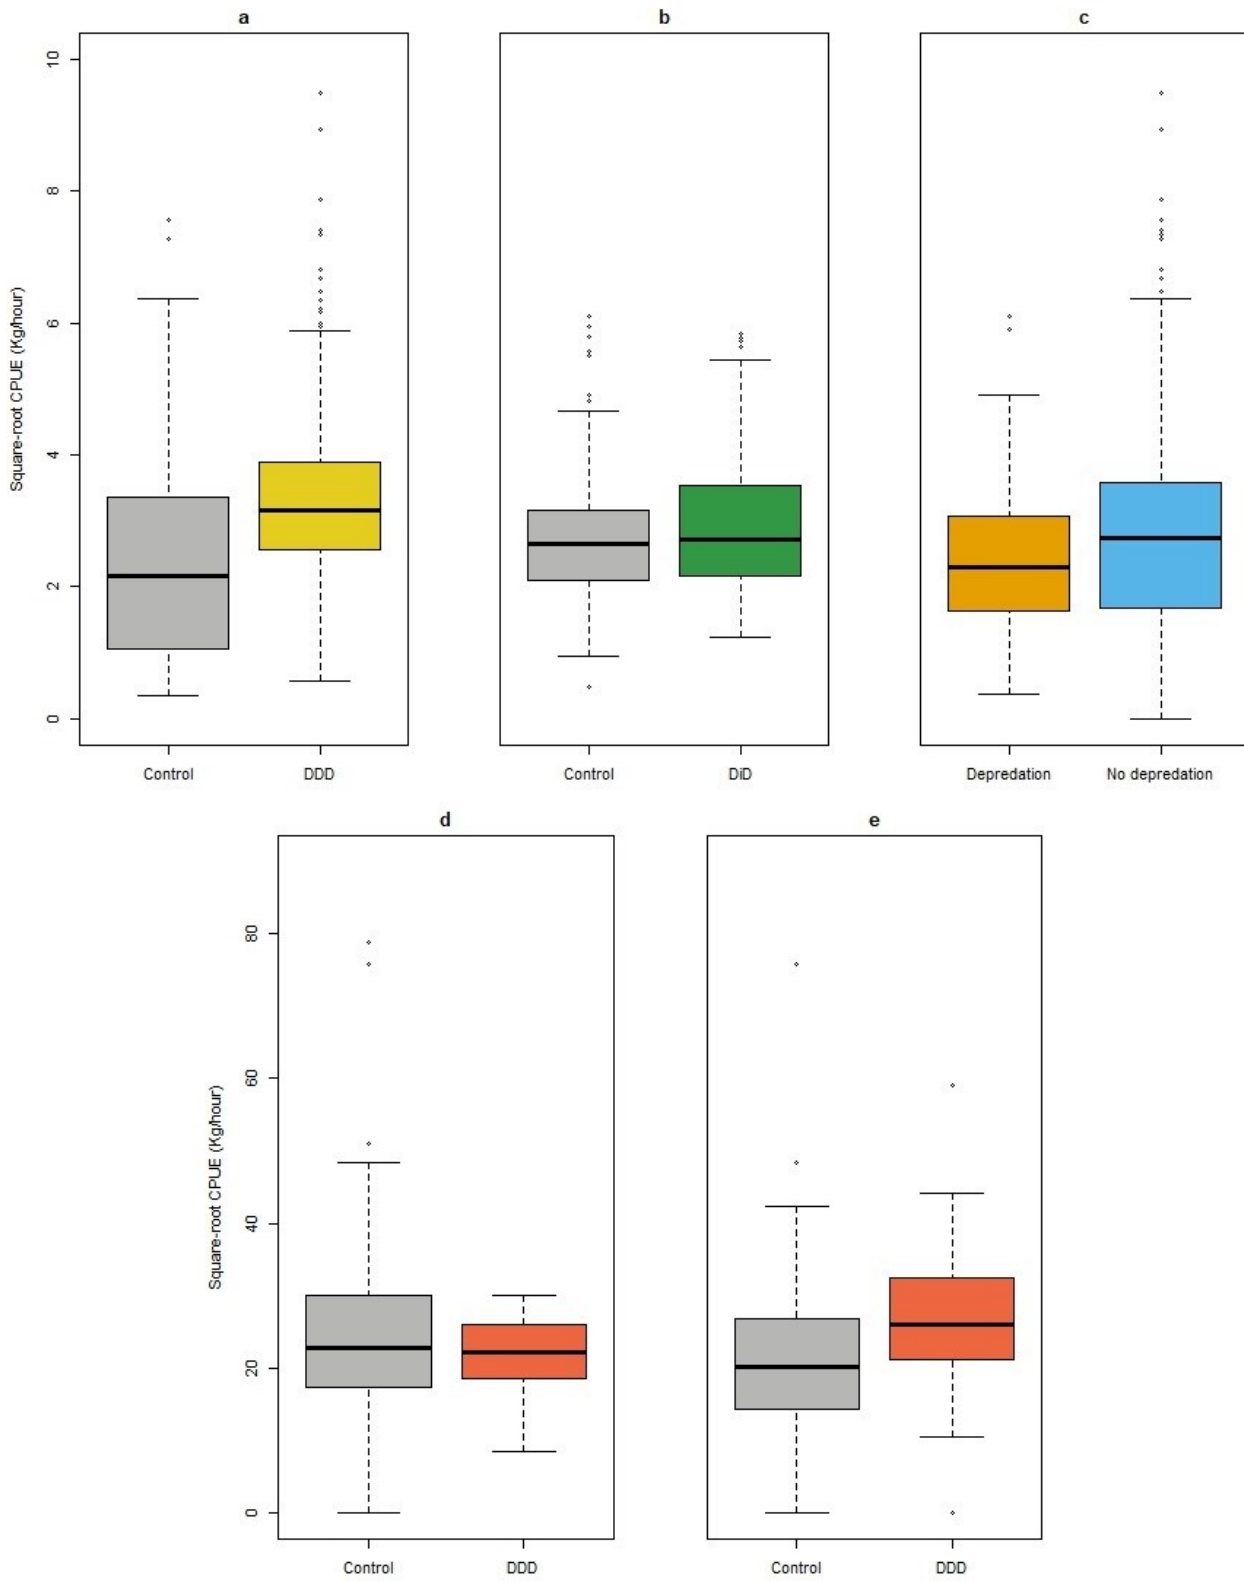 a b c
Square-root CPUE (Kg/hour)
10
8
6
4
2
0
Control DDD
Control DiD
Depredation No depredation
d e
Square-root CPUE (Kg/hour)
80
60
40
20
0
Control DDD
Control DDD